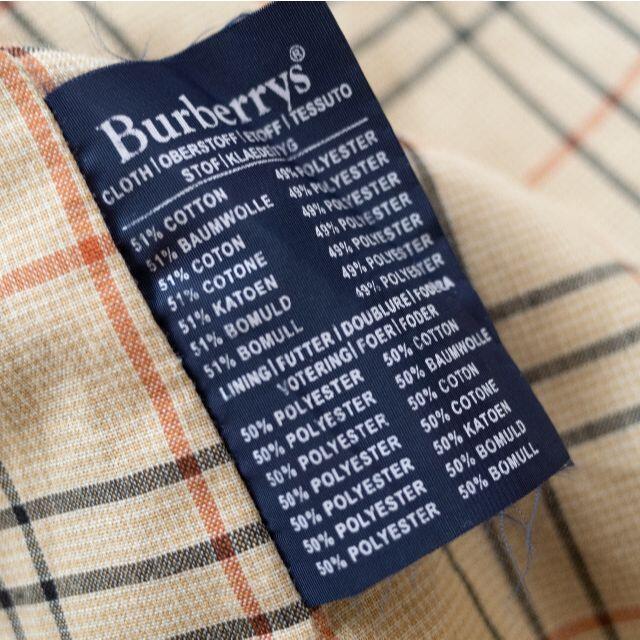 Burberrys®
CLOTH|OBERSTOFF|STOFF|TESSUTO
STOF|KLAEDETYG
51% COTTON 49% POLYESTER
51% BAUMWOLLE 49% POLYESTER
51% COTON 49% POLYESTER
51% COTONE 49% POLYESTER
51% KATOEN 49% POLYESTER
51% BOMULD 49% POLYESTER
51% BOMULL 49% POLYESTER
LINING|FUTTER|DOUBLURE|FODERA
VOTERING|FOER|FODER
50% POLYESTER 50% COTTON
50% POLYESTER 50% BAUMWOLLE
50% POLYESTER 50% COTON
50% POLYESTER 50% COTONE
50% POLYESTER 50% KATOEN
50% POLYESTER 50% BOMULD
50% POLYESTER 50% BOMULL